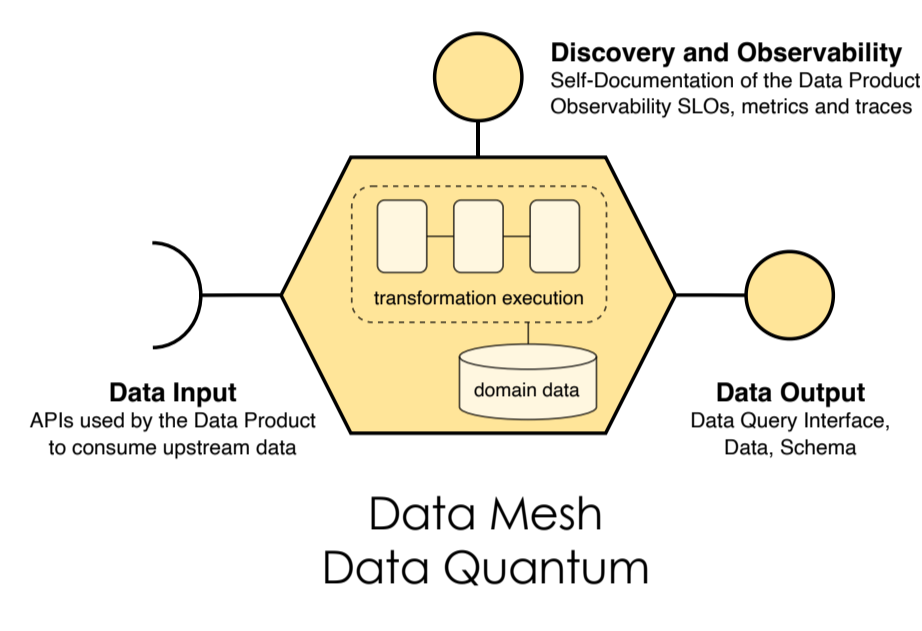 Discovery and Observability
Self-Documentation of the Data Product
Observability SLOs, metrics and traces
transformation execution
domain data
Data Input
APIs used by the Data Product
to consume upstream data
Data Output
Data Query Interface,
Data, Schema
Data Mesh
Data Quantum